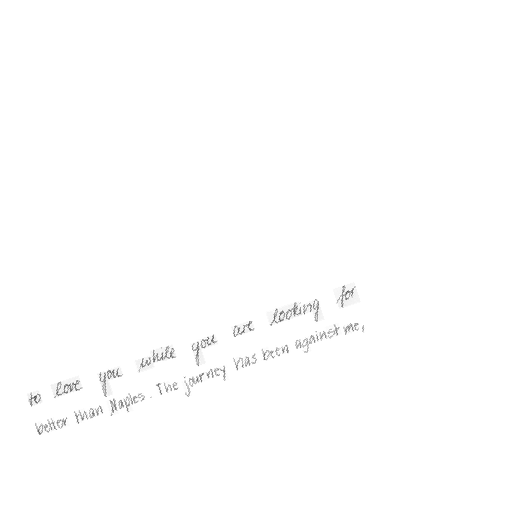 to love you while you are looking for
better than Naples. The journey has been against me,